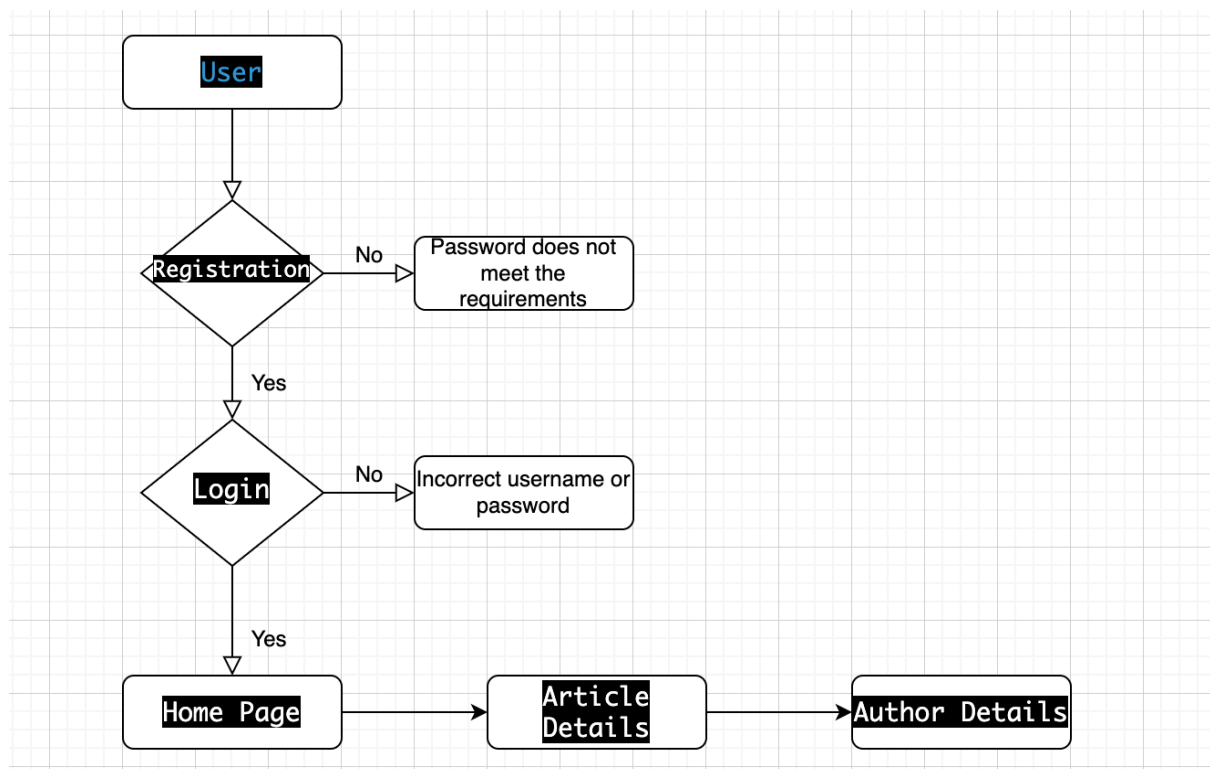 User
Registration
No
Password does not
meet the
requirements
Yes
Login
No
Incorrect username or
password
Yes
Home Page
Article
Details
Author Details